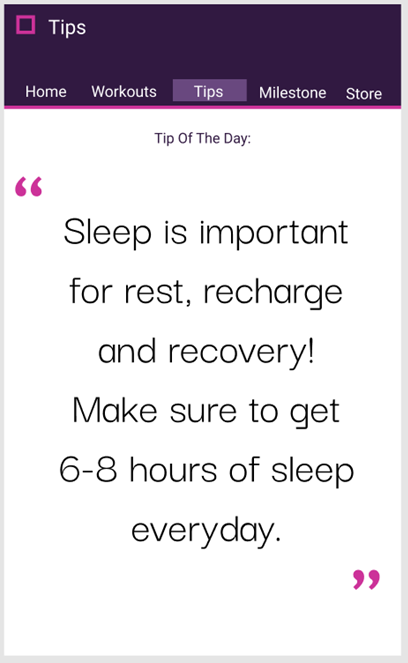 Tips
Home Workouts Tips Milestone Store
Tip Of The Day:
“
Sleep is important
for rest, recharge
and recovery!
Make sure to get
6-8 hours of sleep
everyday.
”